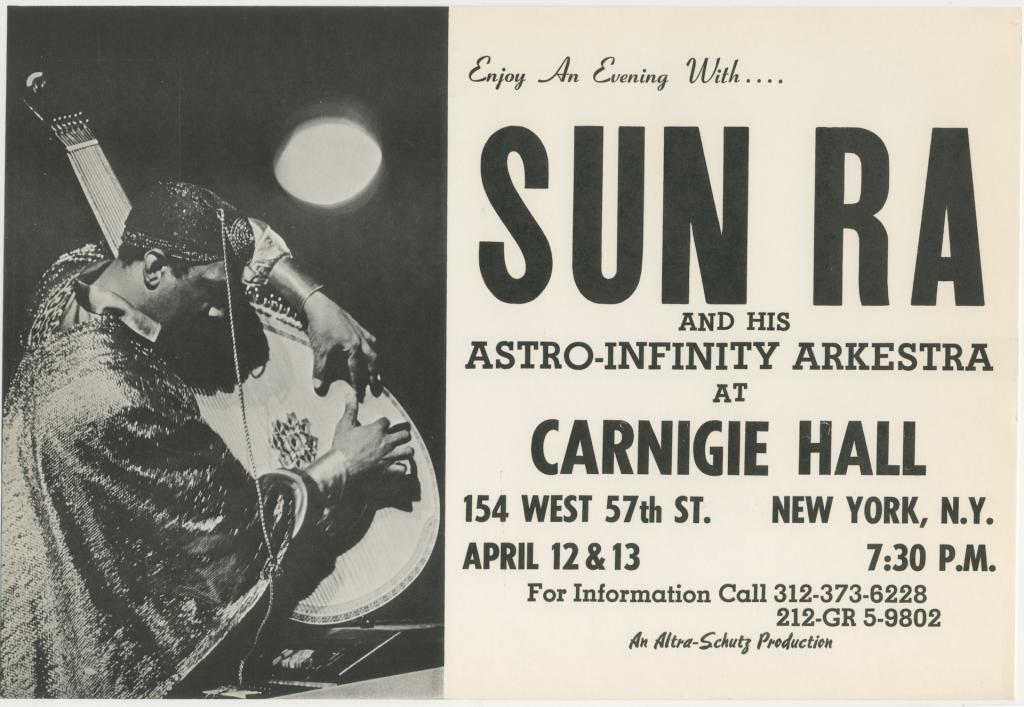 Enjoy An Evening With....
SUN RA
AND HIS
ASTRO-INFINITY ARKESTRA
AT
CARNIGIE HALL
154 WEST 57th ST. NEW YORK, N.Y.
APRIL 12 & 13 7:30 P.M.
For Information Call 312-373-6228
212-GR 5-9802
An Altra-Schutz Production